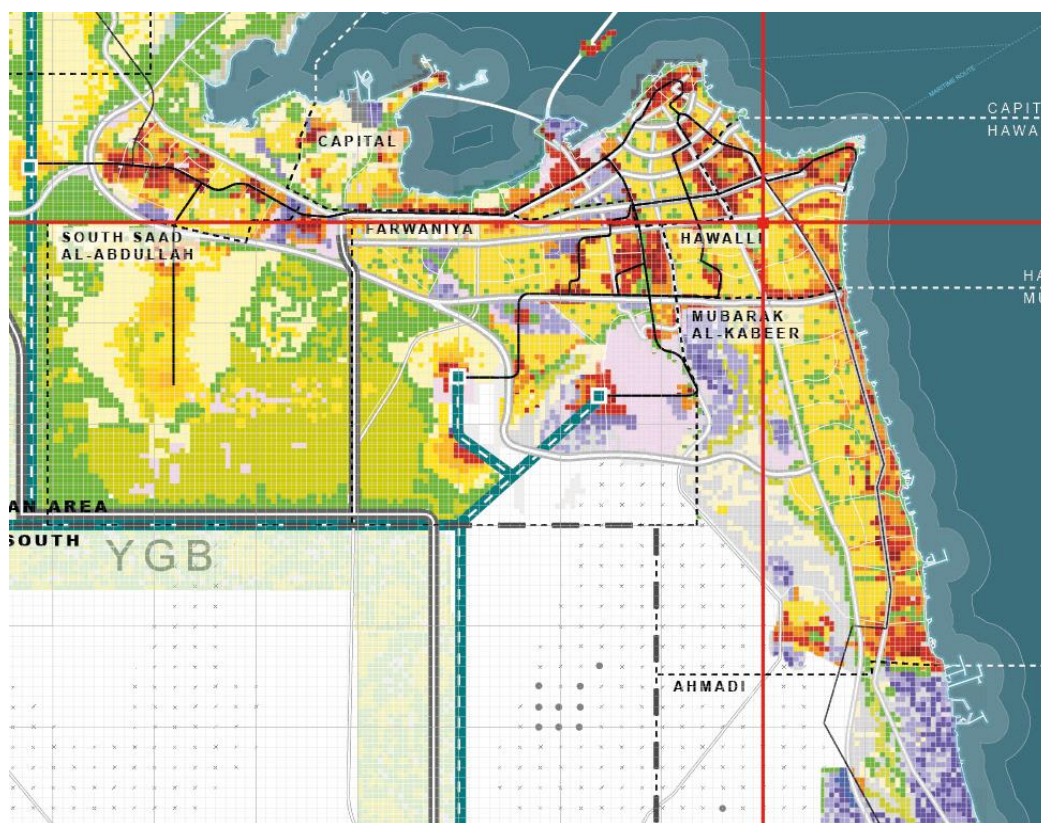 MARITIME ROUTE
CAPIT
HAWA
CAPITAL
SOUTH SAAD
AL-ABDULLAH
FARWANIYA
HAWALLI
HA
MU
MUBARAK
AL-KABEER
AN AREA
SOUTH
YGB
AHMADI